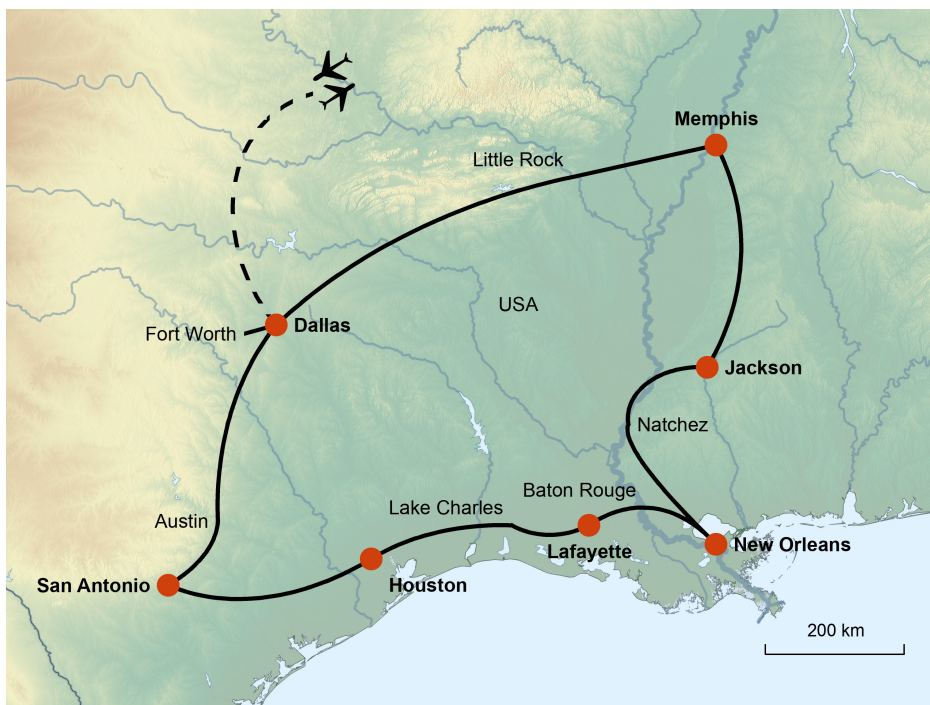 Memphis
Little Rock
USA
Fort Worth
Dallas
Jackson
Natchez
Baton Rouge
Lake Charles
Austin
New Orleans
Lafayette
San Antonio
Houston
200 km